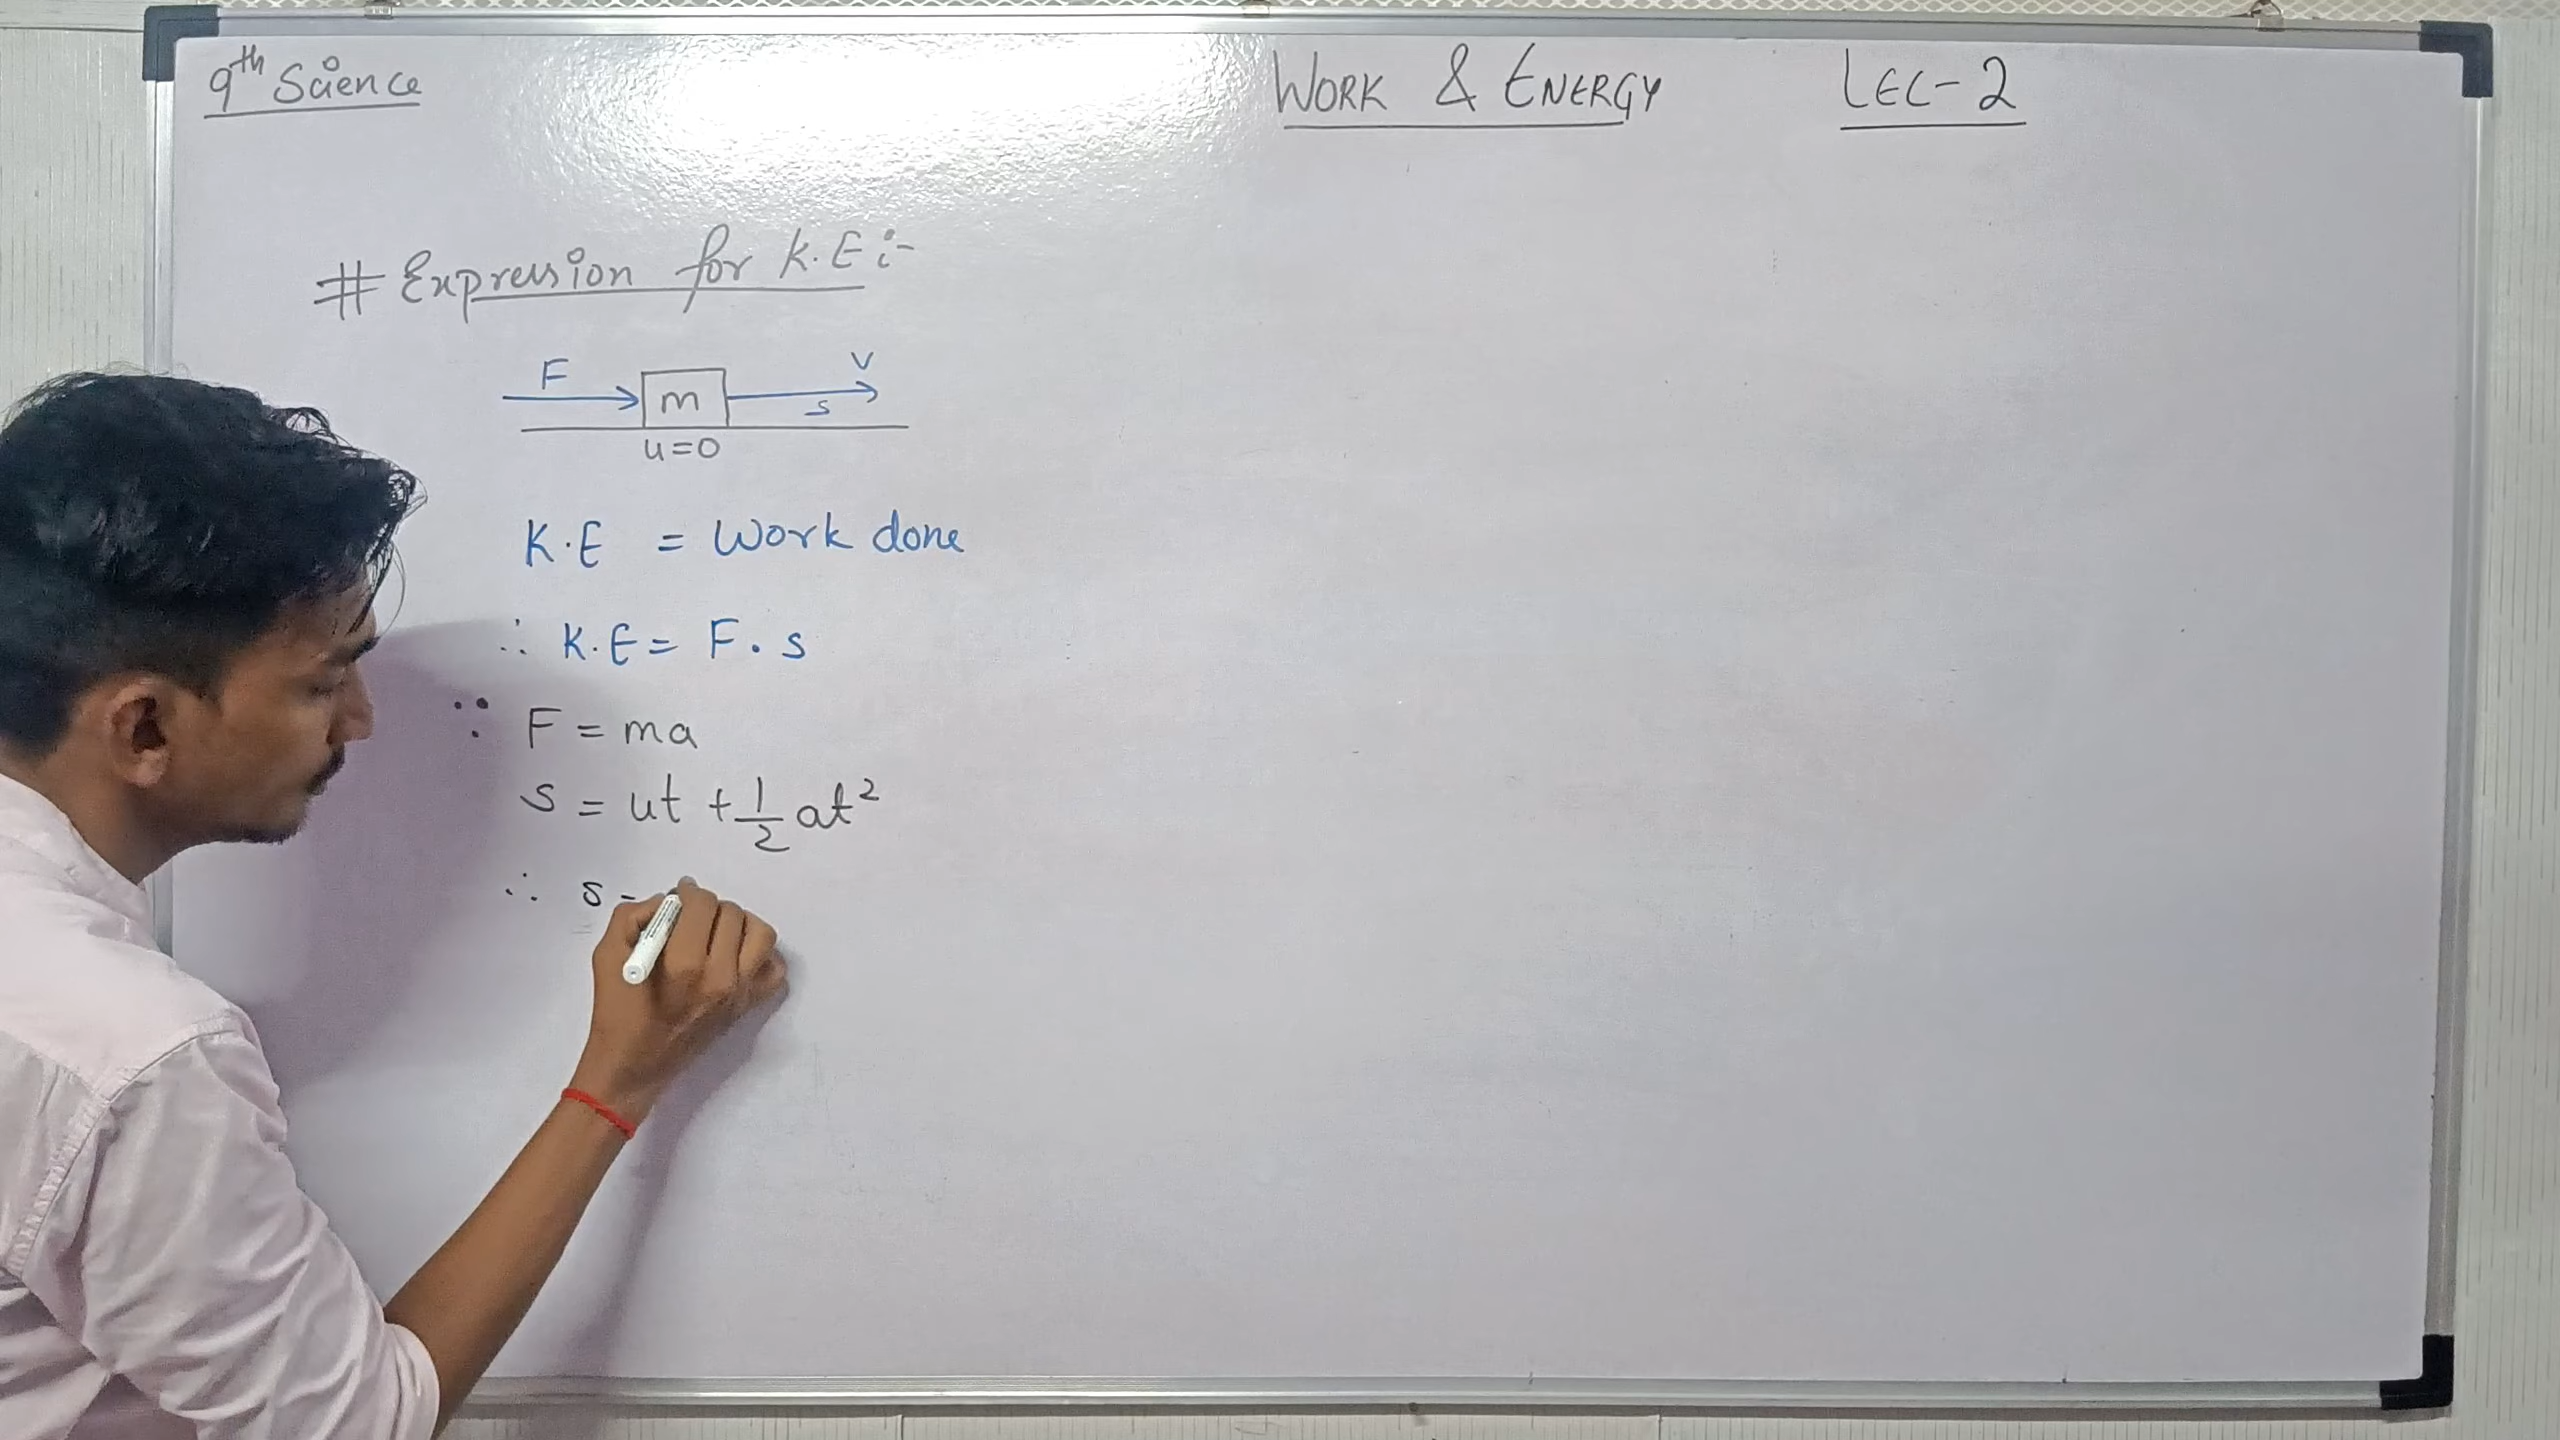 9th Science
WORK & ENERGY
LEC-2
# Expression for K.E :-
F
m
V
s
u=0
K.E = Work done
∴ K.E = F . s
∵ F = ma
s = ut + 1/2 at²
∴ s =